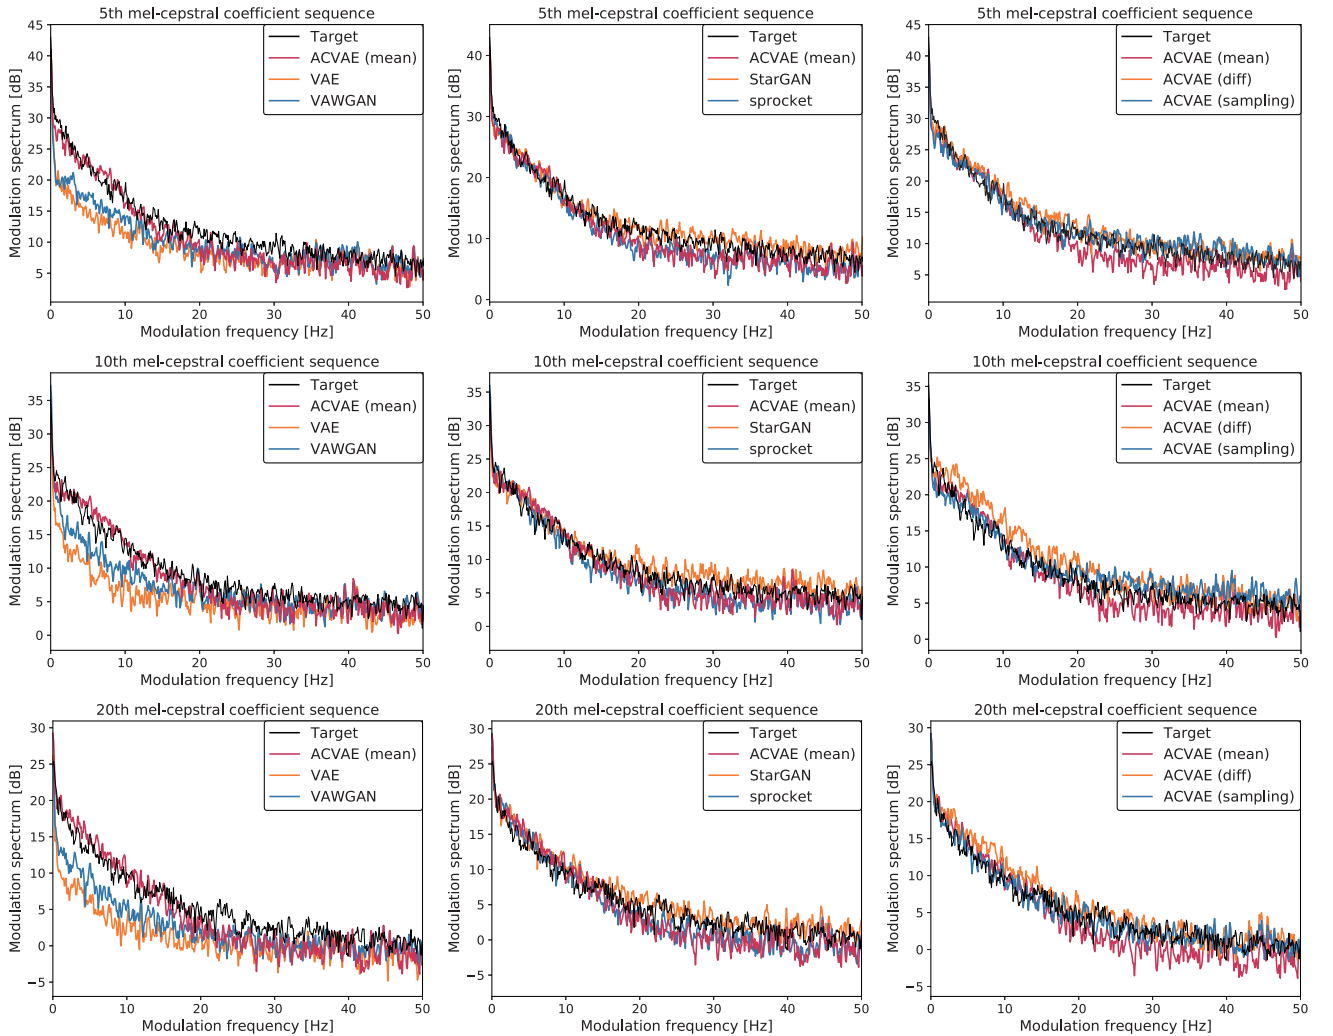 5th mel-cepstral coefficient sequence
Modulation spectrum [dB]
45
40
35
30
25
20
15
10
5
Target
ACVAE (mean)
VAE
VAWGAN
0
10
20
30
40
50
Modulation frequency [Hz]
5th mel-cepstral coefficient sequence
Modulation spectrum [dB]
40
30
20
10
0
Target
ACVAE (mean)
StarGAN
sprocket
0
10
20
30
40
50
Modulation frequency [Hz]
5th mel-cepstral coefficient sequence
Modulation spectrum [dB]
45
40
35
30
25
20
15
10
5
Target
ACVAE (mean)
ACVAE (diff)
ACVAE (sampling)
0
10
20
30
40
50
Modulation frequency [Hz]
10th mel-cepstral coefficient sequence
Modulation spectrum [dB]
35
30
25
20
15
10
5
0
Target
ACVAE (mean)
VAE
VAWGAN
0
10
20
30
40
50
Modulation frequency [Hz]
10th mel-cepstral coefficient sequence
Modulation spectrum [dB]
35
30
25
20
15
10
5
0
Target
ACVAE (mean)
StarGAN
sprocket
0
10
20
30
40
50
Modulation frequency [Hz]
10th mel-cepstral coefficient sequence
Modulation spectrum [dB]
35
30
25
20
15
10
5
0
Target
ACVAE (mean)
ACVAE (diff)
ACVAE (sampling)
0
10
20
30
40
50
Modulation frequency [Hz]
20th mel-cepstral coefficient sequence
Modulation spectrum [dB]
30
25
20
15
10
5
0
−5
Target
ACVAE (mean)
VAE
VAWGAN
0
10
20
30
40
50
Modulation frequency [Hz]
20th mel-cepstral coefficient sequence
Modulation spectrum [dB]
30
25
20
15
10
5
0
−5
Target
ACVAE (mean)
StarGAN
sprocket
0
10
20
30
40
50
Modulation frequency [Hz]
20th mel-cepstral coefficient sequence
Modulation spectrum [dB]
30
25
20
15
10
5
0
−5
Target
ACVAE (mean)
ACVAE (diff)
ACVAE (sampling)
0
10
20
30
40
50
Modulation frequency [Hz]